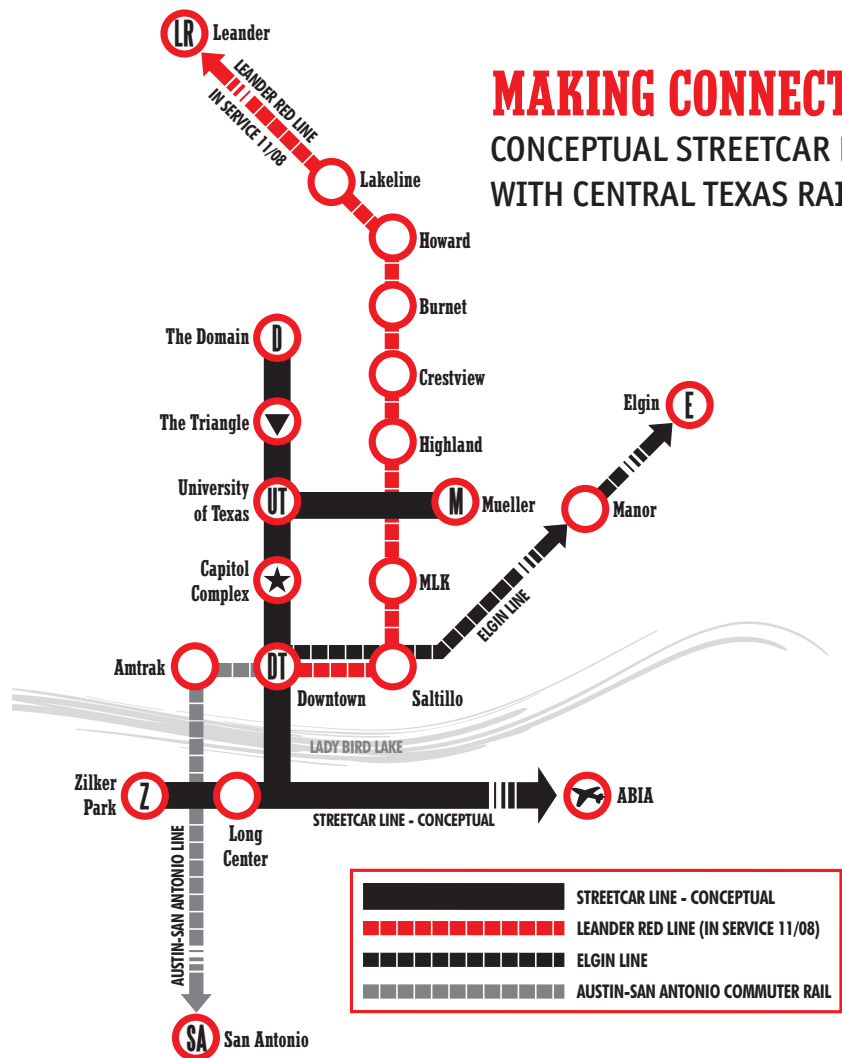 LR
Leander
LEANDER RED LINE
IN SERVICE 11/08
MAKING CONNECT
CONCEPTUAL STREETCAR
WITH CENTRAL TEXAS RAI
Lakeline
Howard
Burnet
The Domain
D
Crestview
Elgin
E
The Triangle
Highland
University
of Texas
UT
M
Mueller
Manor
Capitol
Complex
MLK
ELGIN LINE
Amtrak
DT
Downtown
Saltillo
LADY BIRD LAKE
Zilker
Park
Z
ABIA
Long
Center
STREETCAR LINE - CONCEPTUAL
AUSTIN-SAN ANTONIO LINE
STREETCAR LINE - CONCEPTUAL
LEANDER RED LINE (IN SERVICE 11/08)
ELGIN LINE
AUSTIN-SAN ANTONIO COMMUTER RAIL
SA
San Antonio